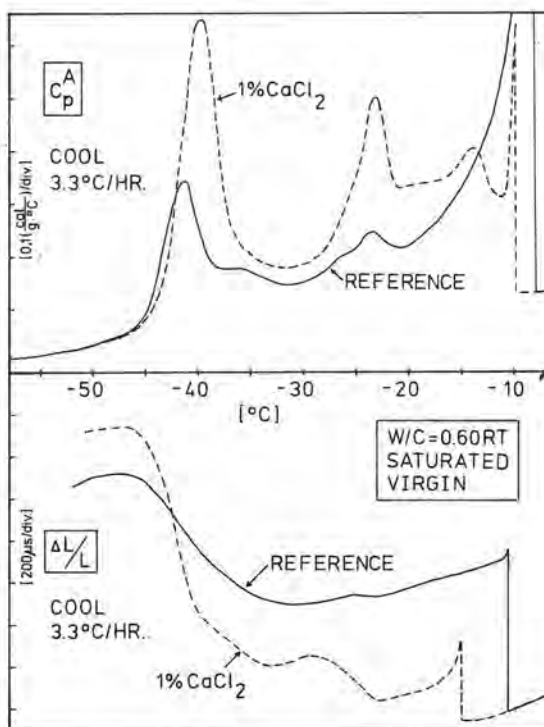 C_p^A
1%CaCl₂
COOL
3.3°C/HR.
[0.1(cal/g.°C)/div.]
REFERENCE
-50 -40 -30 -20 -10
[°C]
W/C=0.60RT
SATURATED
VIRGIN
[200µs/div]
ΔL/L
REFERENCE
COOL
3.3°C/HR..
1%CaCl₂